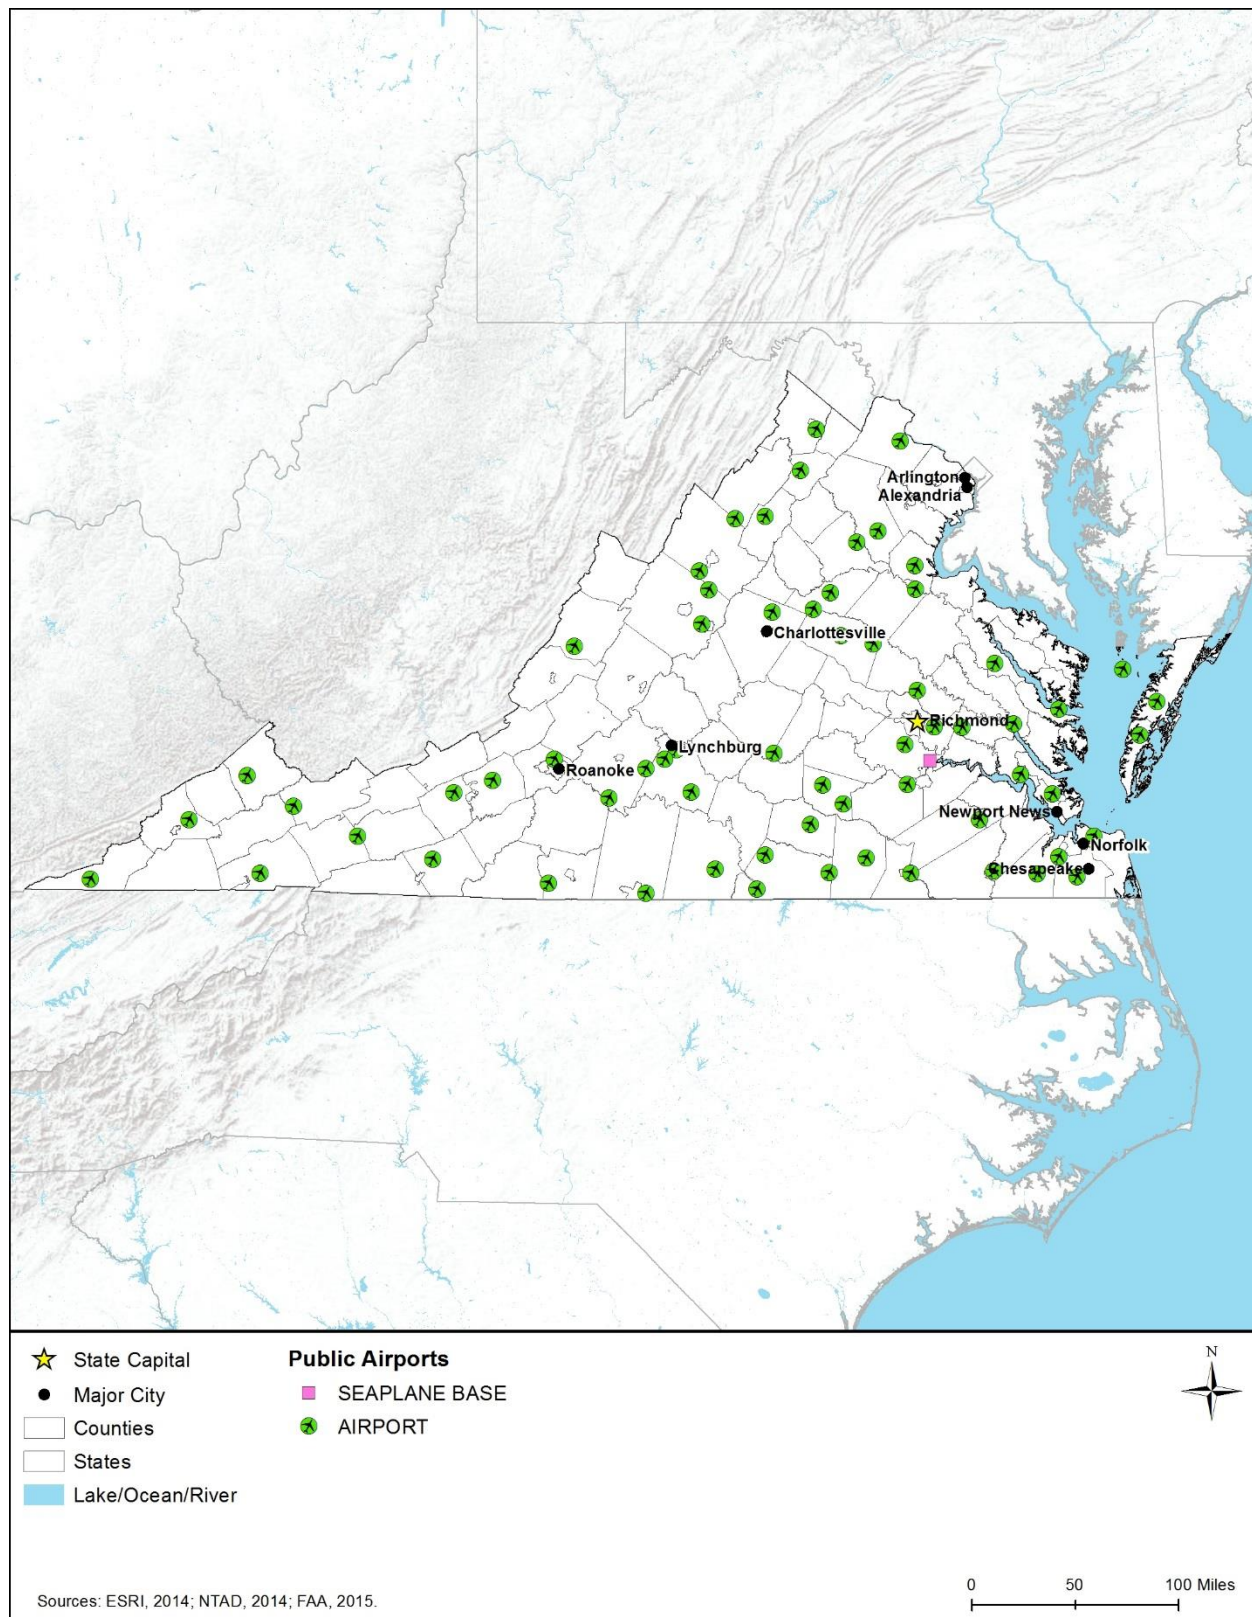 Arlington
Alexandria
Charlottesville
Richmond
Lynchburg
Roanoke
Newport News
Norfolk
Chesapeake
State Capital
Major City
Counties
States
Lake/Ocean/River
Public Airports
SEAPLANE BASE
AIRPORT
N
Sources: ESRI, 2014; NTAD, 2014; FAA, 2015.
0 50 100 Miles